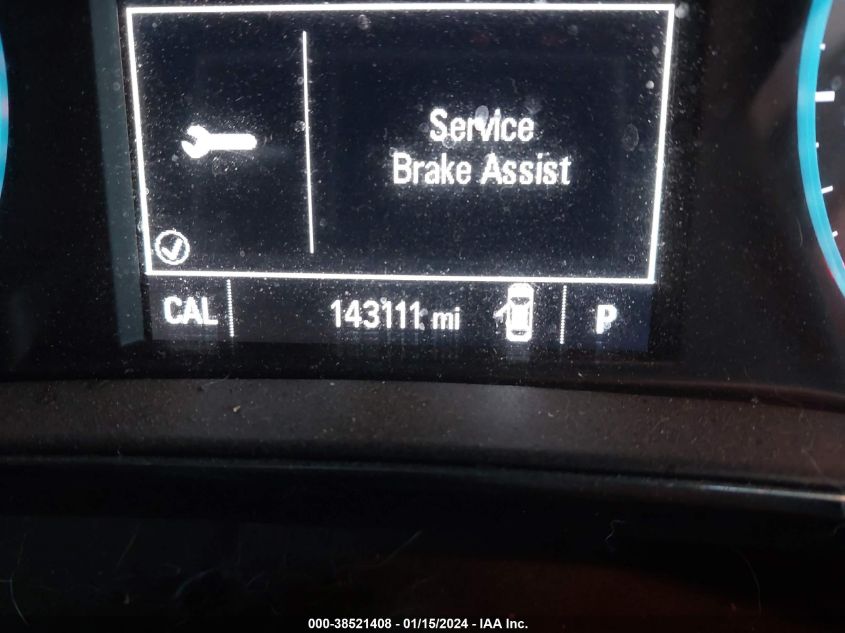 Service
Brake Assist
CAL 143111 mi P
000-38521408 - 01/15/2024 - IAA Inc.